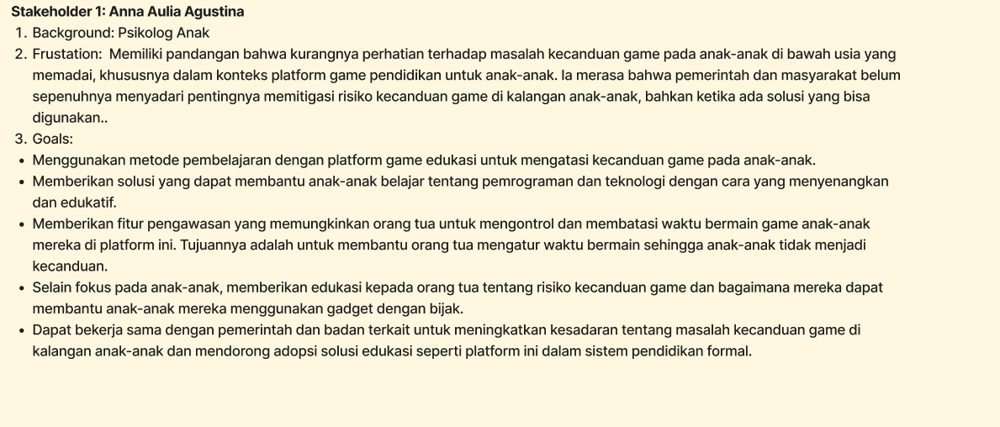 Stakeholder 1: Anna Aulia Agustina
1. Background: Psikolog Anak
2. Frustation:  Memiliki pandangan bahwa kurangnya perhatian terhadap masalah kecanduan game pada anak-anak di bawah usia yang
memadai, khususnya dalam konteks platform game pendidikan untuk anak-anak. Ia merasa bahwa pemerintah dan masyarakat belum
sepenuhnya menyadari pentingnya memitigasi risiko kecanduan game di kalangan anak-anak, bahkan ketika ada solusi yang bisa
digunakan..
3. Goals:
• Menggunakan metode pembelajaran dengan platform game edukasi untuk mengatasi kecanduan game pada anak-anak.
• Memberikan solusi yang dapat membantu anak-anak belajar tentang pemrograman dan teknologi dengan cara yang menyenangkan
dan edukatif.
• Memberikan fitur pengawasan yang memungkinkan orang tua untuk mengontrol dan membatasi waktu bermain game anak-anak
mereka di platform ini. Tujuannya adalah untuk membantu orang tua mengatur waktu bermain sehingga anak-anak tidak menjadi
kecanduan.
• Selain fokus pada anak-anak, memberikan edukasi kepada orang tua tentang risiko kecanduan game dan bagaimana mereka dapat
membantu anak-anak mereka menggunakan gadget dengan bijak.
• Dapat bekerja sama dengan pemerintah dan badan terkait untuk meningkatkan kesadaran tentang masalah kecanduan game di
kalangan anak-anak dan mendorong adopsi solusi edukasi seperti platform ini dalam sistem pendidikan formal.